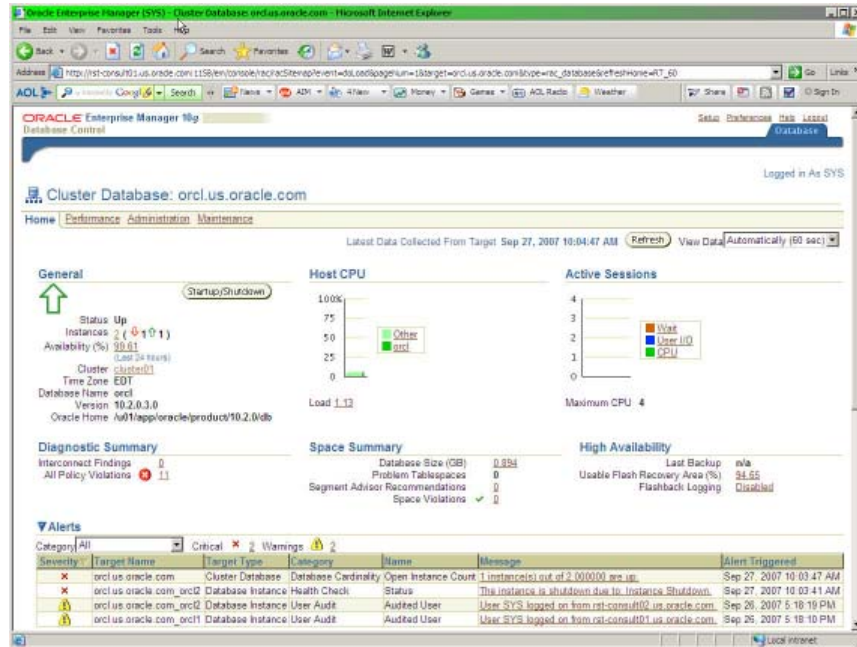 Oracle Enterprise Manager (SYS) - Cluster Database: orcl.us.oracle.com - Microsoft Internet Explorer
File Edit View Favorites Tools Help
Back Search Favorites
Address Go Links
AOL Search AIM Games AOL Radio Weather Share Sign In
ORACLE Enterprise Manager 10g
Database Control
Setup Preferences Help Logout
Database
Logged in As SYS
Cluster Database: orcl.us.oracle.com
Home Performance Administration Maintenance
Latest Data Collected From Target Sep 27, 2007 10:04:47 AM Refresh View Data Automatically (60 sec)
General
Startup/Shutdown
Status Up
Instances 2 ( 1 1 )
Availability (%) 99.61
(Last 24 hours)
Cluster cluster01
Time Zone EDT
Database Name orcl
Version 10.2.0.3.0
Oracle Home /u01/app/oracle/product/10.2.0/db
Host CPU
100%
75
50
25
0
Other
orcl
Load 1.13
Active Sessions
4
3
2
1
0
Wait
User I/O
CPU
Maximum CPU 4
Diagnostic Summary
Interconnect Findings 0
All Policy Violations 11
Space Summary
Database Size (GB) 0.894
Problem Tablespaces 0
Segment Advisor Recommendations 0
Space Violations 0
High Availability
Last Backup n/a
Usable Flash Recovery Area (%) 94.65
Flashback Logging Disabled
Alerts
Category All Critical 2 Warnings 2
Severity Target Name Target Type Category Name Message Alert Triggered
orcl.us.oracle.com Cluster Database Database Cardinality Open Instance Count 1 instance(s) out of 2.000000 are up. Sep 27, 2007 10:03:47 AM
orcl.us.oracle.com_orcl2 Database Instance Health Check Status The instance is shutdown due to: Instance Shutdown. Sep 27, 2007 10:03:41 AM
orcl.us.oracle.com_orcl2 Database Instance User Audit Audited User User SYS logged on from rst-consult02.us.oracle.com. Sep 26, 2007 5:18:19 PM
orcl.us.oracle.com_orcl1 Database Instance User Audit Audited User User SYS logged on from rst-consult01.us.oracle.com. Sep 26, 2007 5:18:10 PM
Local intranet